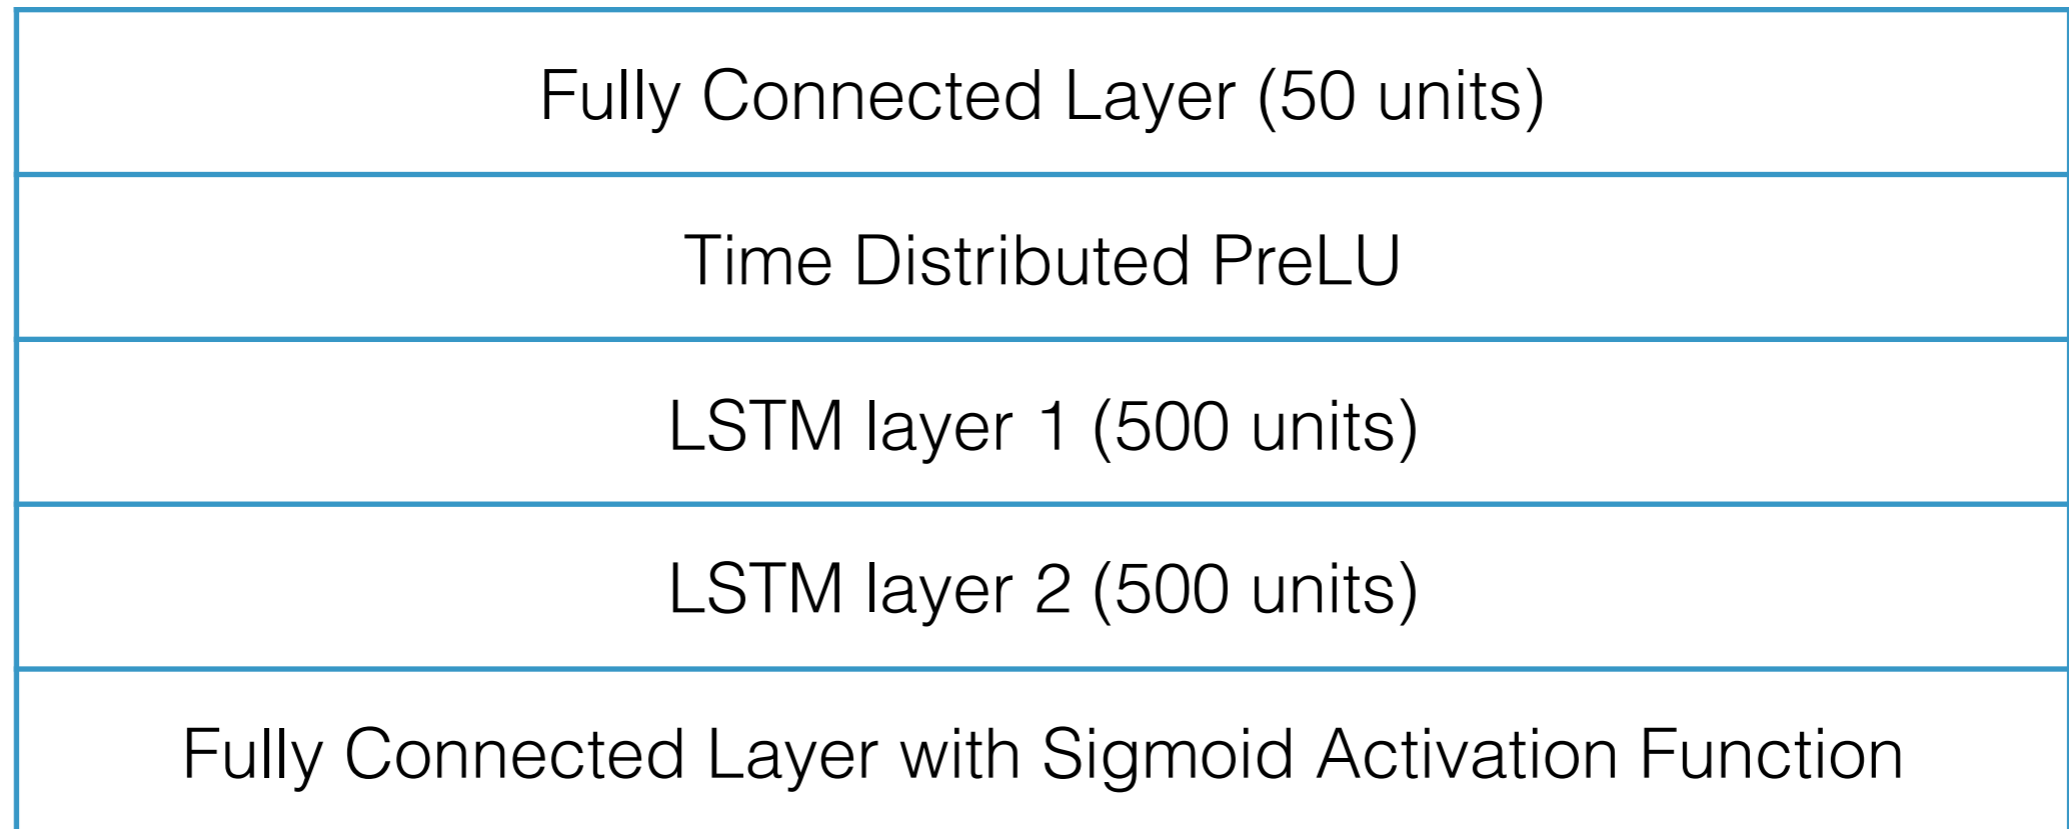 Fully Connected Layer (50 units)
Time Distributed PreLU
LSTM layer 1 (500 units)
LSTM layer 2 (500 units)
Fully Connected Layer with Sigmoid Activation Function